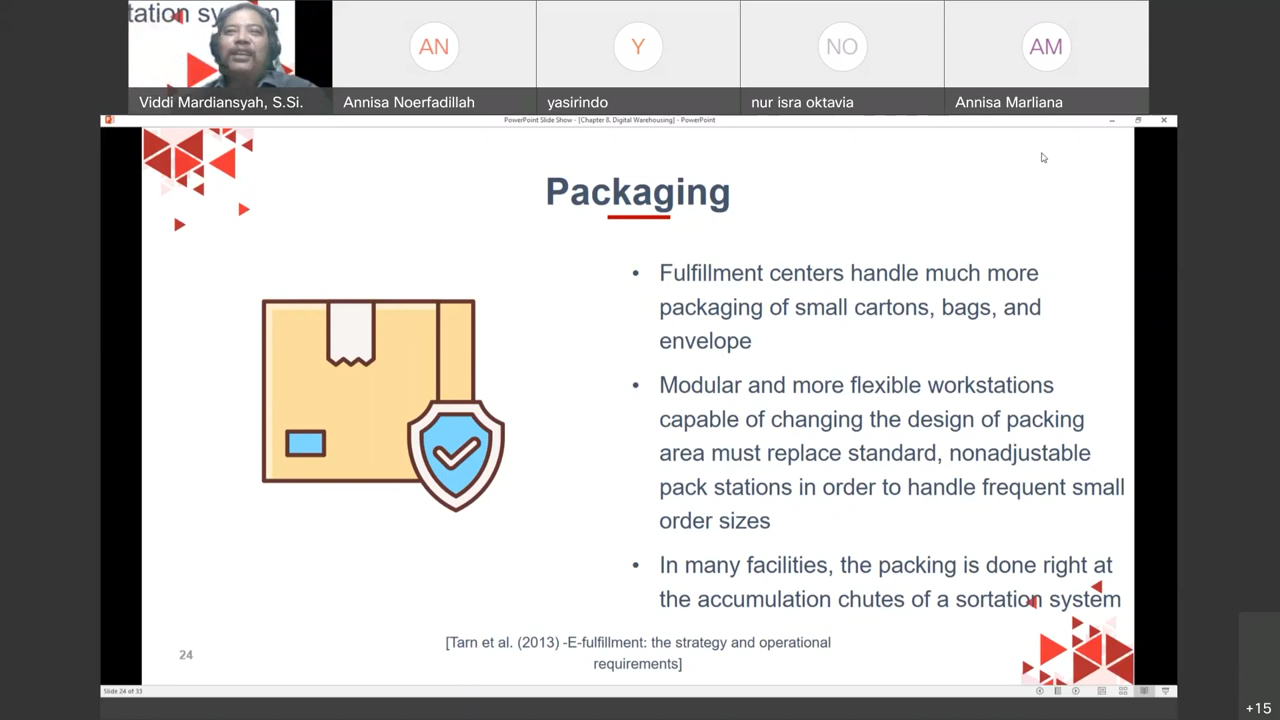 tation system
AN
Y
NO
AM
Viddi Mardiansyah, S.Si.
Annisa Noerfadillah
yasirindo
nur isra oktavia
Annisa Marliana
PowerPoint Slide Show - [Chapter 8. Digital Warehousing] - PowerPoint
Packaging
• Fulfillment centers handle much more
packaging of small cartons, bags, and
envelope
• Modular and more flexible workstations
capable of changing the design of packing
area must replace standard, nonadjustable
pack stations in order to handle frequent small
order sizes
• In many facilities, the packing is done right at
the accumulation chutes of a sortation system
[Tarn et al. (2013) -E-fulfillment: the strategy and operational
requirements]
24
Slide 24 of 33
+15